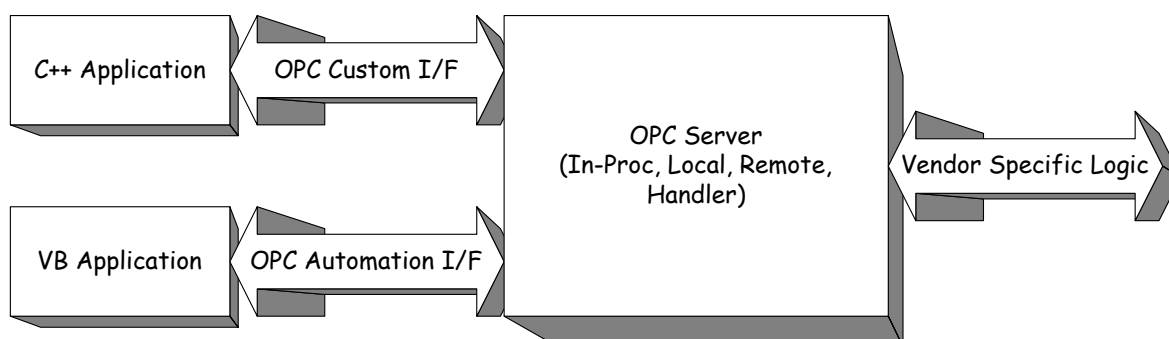 C++ Application
OPC Custom I/F
OPC Server
(In-Proc, Local, Remote,
Handler)
Vendor Specific Logic
VB Application
OPC Automation I/F